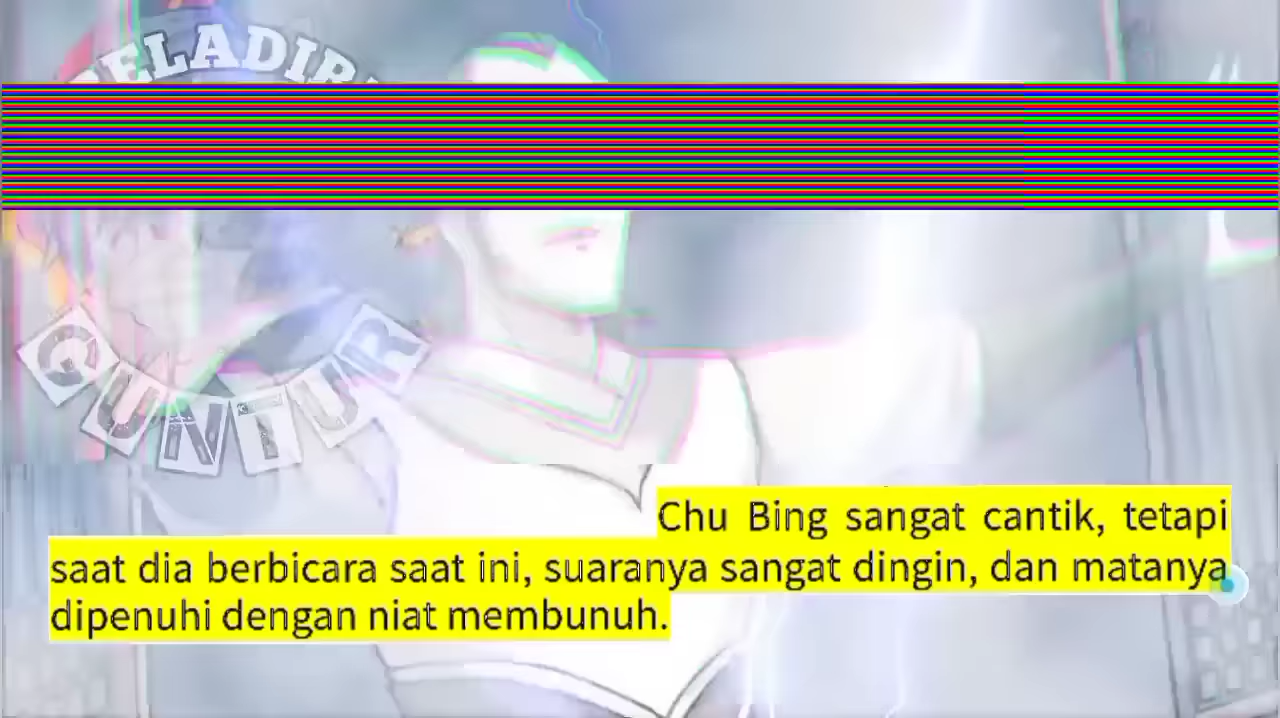 GUNTUR
Chu Bing sangat cantik, tetapi
saat dia berbicara saat ini, suaranya sangat dingin, dan matanya
dipenuhi dengan niat membunuh.